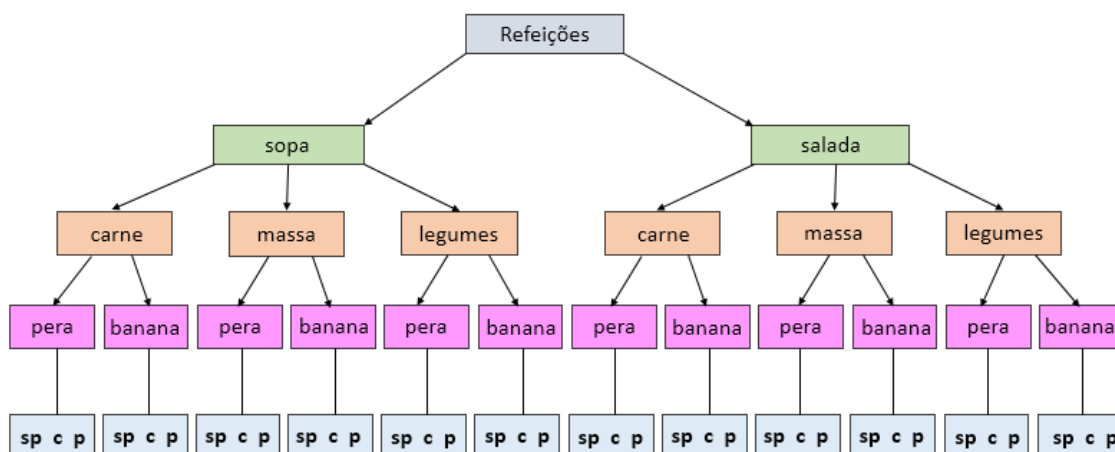 Refeições
sopa salada
carne massa legumes carne massa legumes
pera banana pera banana pera banana pera banana pera banana pera banana
sp c p sp c p sp c p sp c p sp c p sp c p sp c p sp c p sp c p sp c p sp c p sp c p